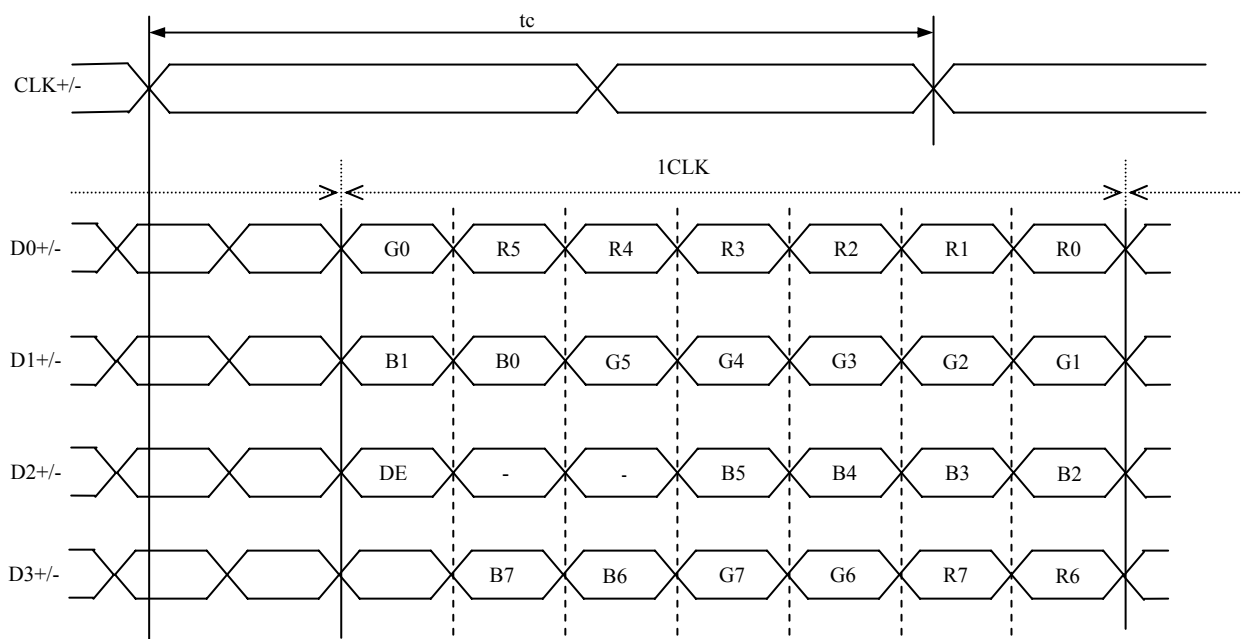 tc
CLK+/-
1CLK
D0+/- G0 R5 R4 R3 R2 R1 R0
D1+/- B1 B0 G5 G4 G3 G2 G1
D2+/- DE - - B5 B4 B3 B2
D3+/- B7 B6 G7 G6 R7 R6